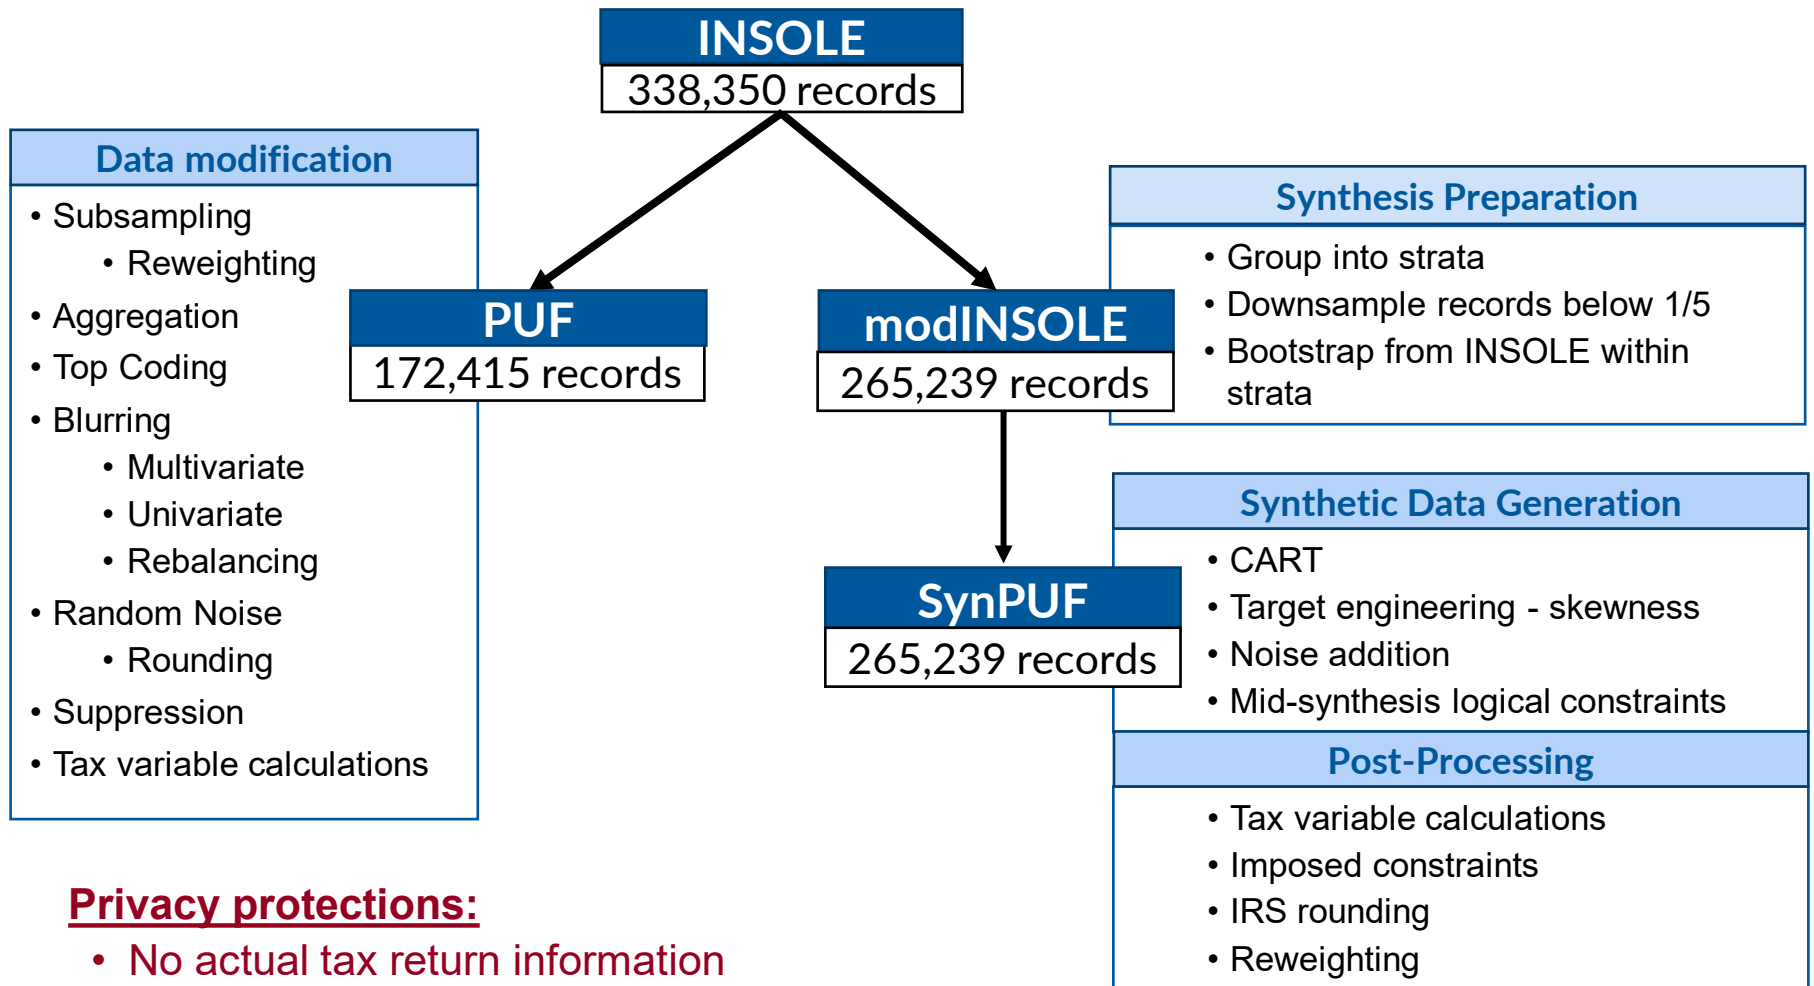 INSOLE
338,350 records
Data modification
• Subsampling
• Reweighting
• Aggregation
• Top Coding
• Blurring
• Multivariate
• Univariate
• Rebalancing
• Random Noise
• Rounding
• Suppression
• Tax variable calculations
PUF
172,415 records
modINSOLE
265,239 records
Synthesis Preparation
• Group into strata
• Downsample records below 1/5
• Bootstrap from INSOLE within
strata
SynPUF
265,239 records
Synthetic Data Generation
• CART
• Target engineering - skewness
• Noise addition
• Mid-synthesis logical constraints
Post-Processing
• Tax variable calculations
• Imposed constraints
• IRS rounding
• Reweighting
Privacy protections:
• No actual tax return information